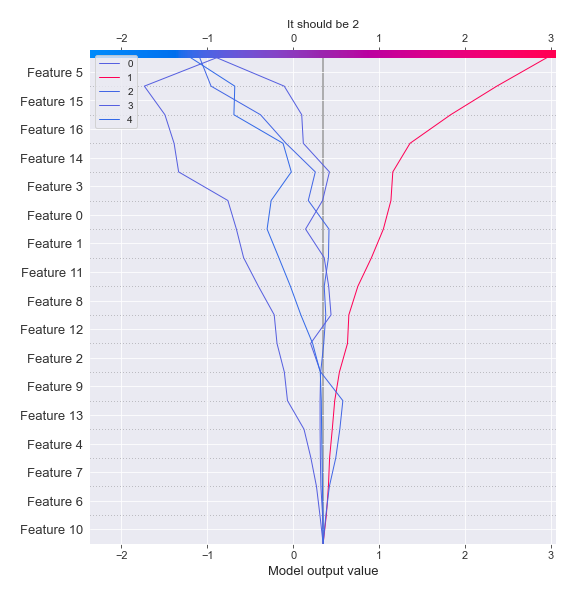 It should be 2
−2 −1 0 1 2 3
0
1
2
3
4
Feature 5
Feature 15
Feature 16
Feature 14
Feature 3
Feature 0
Feature 1
Feature 11
Feature 8
Feature 12
Feature 2
Feature 9
Feature 13
Feature 4
Feature 7
Feature 6
Feature 10
−2 −1 0 1 2 3
Model output value